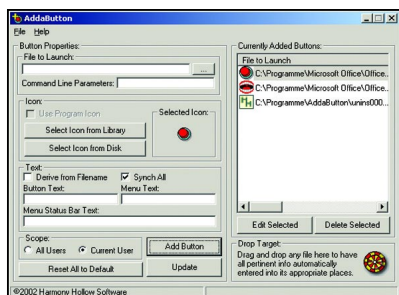 AddaButton
File Help
Button Properties:
File to Launch:
...
Command Line Parameters:
Icon:
Use Program Icon
Select Icon from Library
Select Icon from Disk
Selected Icon:
Text:
Derive from Filename Synch All
Button Text: Menu Text:
Menu Status Bar Text:
Scope:
All Users Current User
Reset All to Default
Add Button
Update
Currently Added Buttons:
File to Launch
C:\Programme\Microsoft Office\Office..
C:\Programme\Microsoft Office\Office..
C:\Programme\AddaButton\unins000..
Edit Selected Delete Selected
Drop Target:
Drag and drop any file here to have
all pertinent info automatically
entered into its appropriate places.
©2002 Harmony Hollow Software